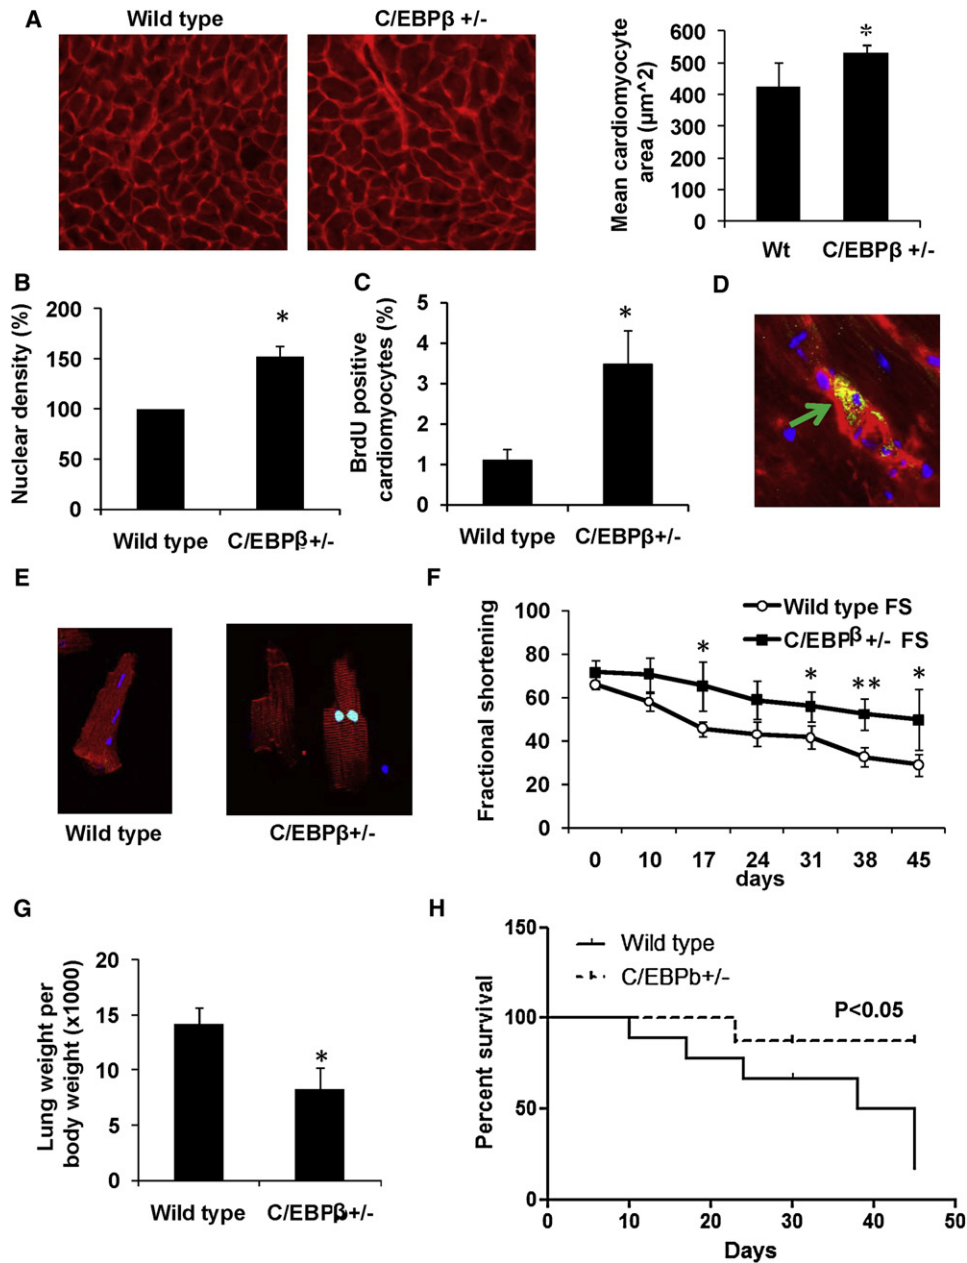 A
Wild type
C/EBPβ +/-
Mean cardiomyocyte
area (µm^2)
600
500
400
300
200
100
0
*
Wt
C/EBPβ +/-
B
Nuclear density (%)
200
150
100
50
0
*
Wild type
C/EBPβ+/-
C
BrdU positive
cardiomyocytes (%)
5
4
3
2
1
0
*
Wild type
C/EBPβ+/-
D
E
Wild type
C/EBPβ+/-
F
Fractional shortening
100
80
60
40
20
0
Wild type FS
C/EBPβ+/- FS
*
*
**
*
0
10
17
24
31
38
45
days
G
Lung weight per
body weight (x1000)
20
15
10
5
0
*
Wild type
C/EBPβ+/-
H
Percent survival
150
100
50
0
Wild type
C/EBPb+/-
P<0.05
0
10
20
30
40
50
Days